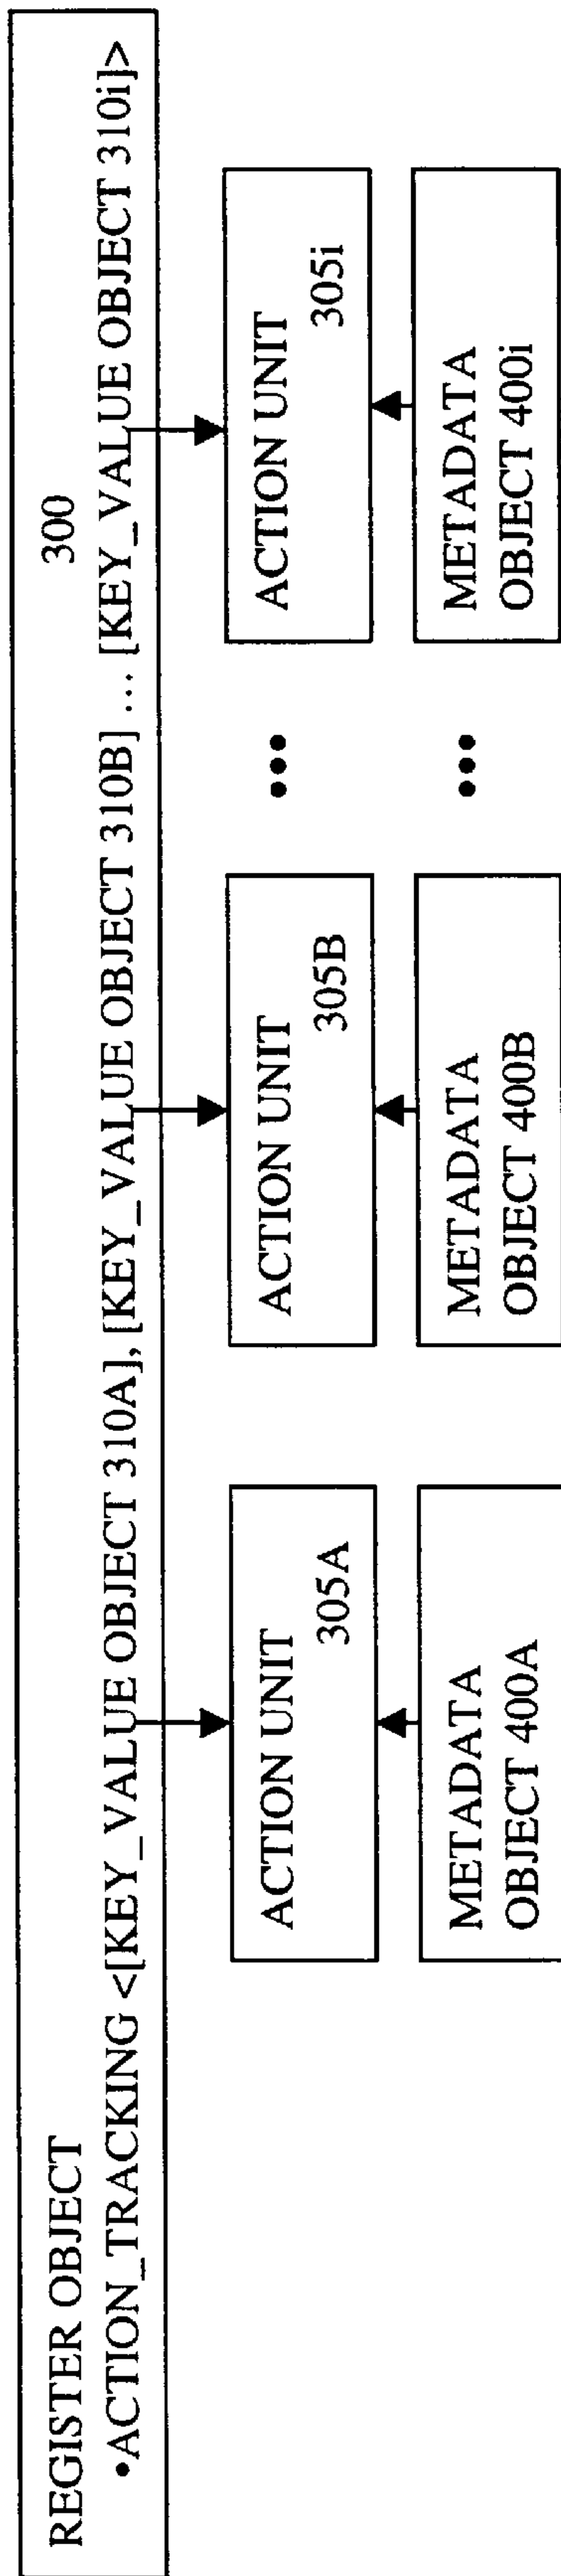 REGISTER OBJECT
300
•ACTION_TRACKING <[KEY_VALUE OBJECT 310A], [KEY_VALUE OBJECT 310B] ... [KEY_VALUE OBJECT 310i]>
ACTION UNIT
305A
ACTION UNIT
305B
•••
ACTION UNIT
305i
METADATA
OBJECT 400A
METADATA
OBJECT 400B
•••
METADATA
OBJECT 400i